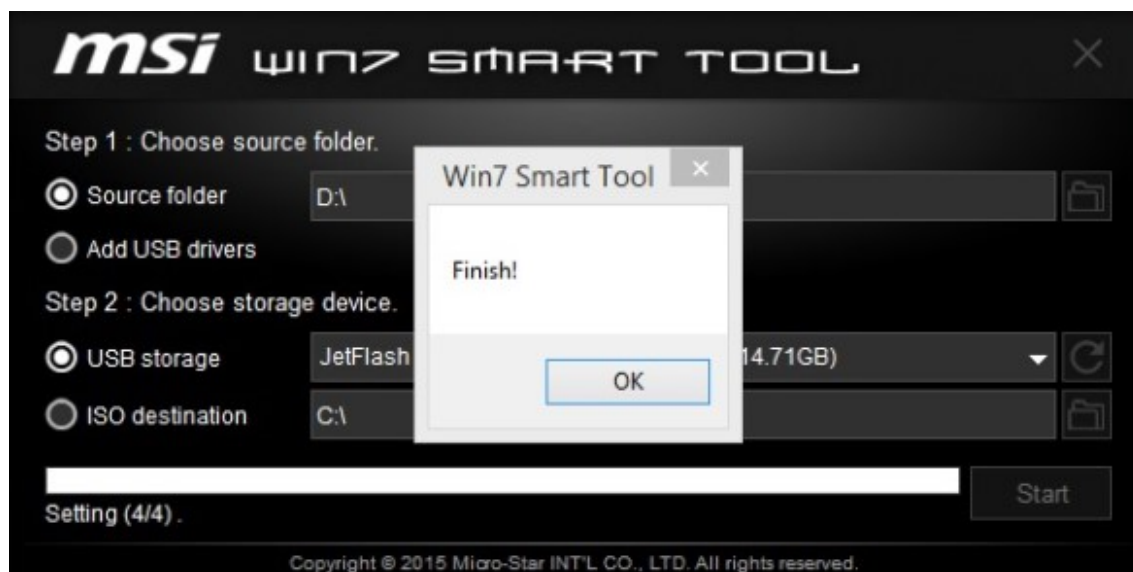 msi WIN7 SMART TOOL
Step 1 : Choose source folder.
Source folder D:\
Add USB drivers
Step 2 : Choose storage device.
USB storage JetFlash 14.71GB)
ISO destination C:\
Setting (4/4) .
Start
Copyright © 2015 Micro-Star INT'L CO., LTD. All rights reserved.
Win7 Smart Tool
Finish!
OK